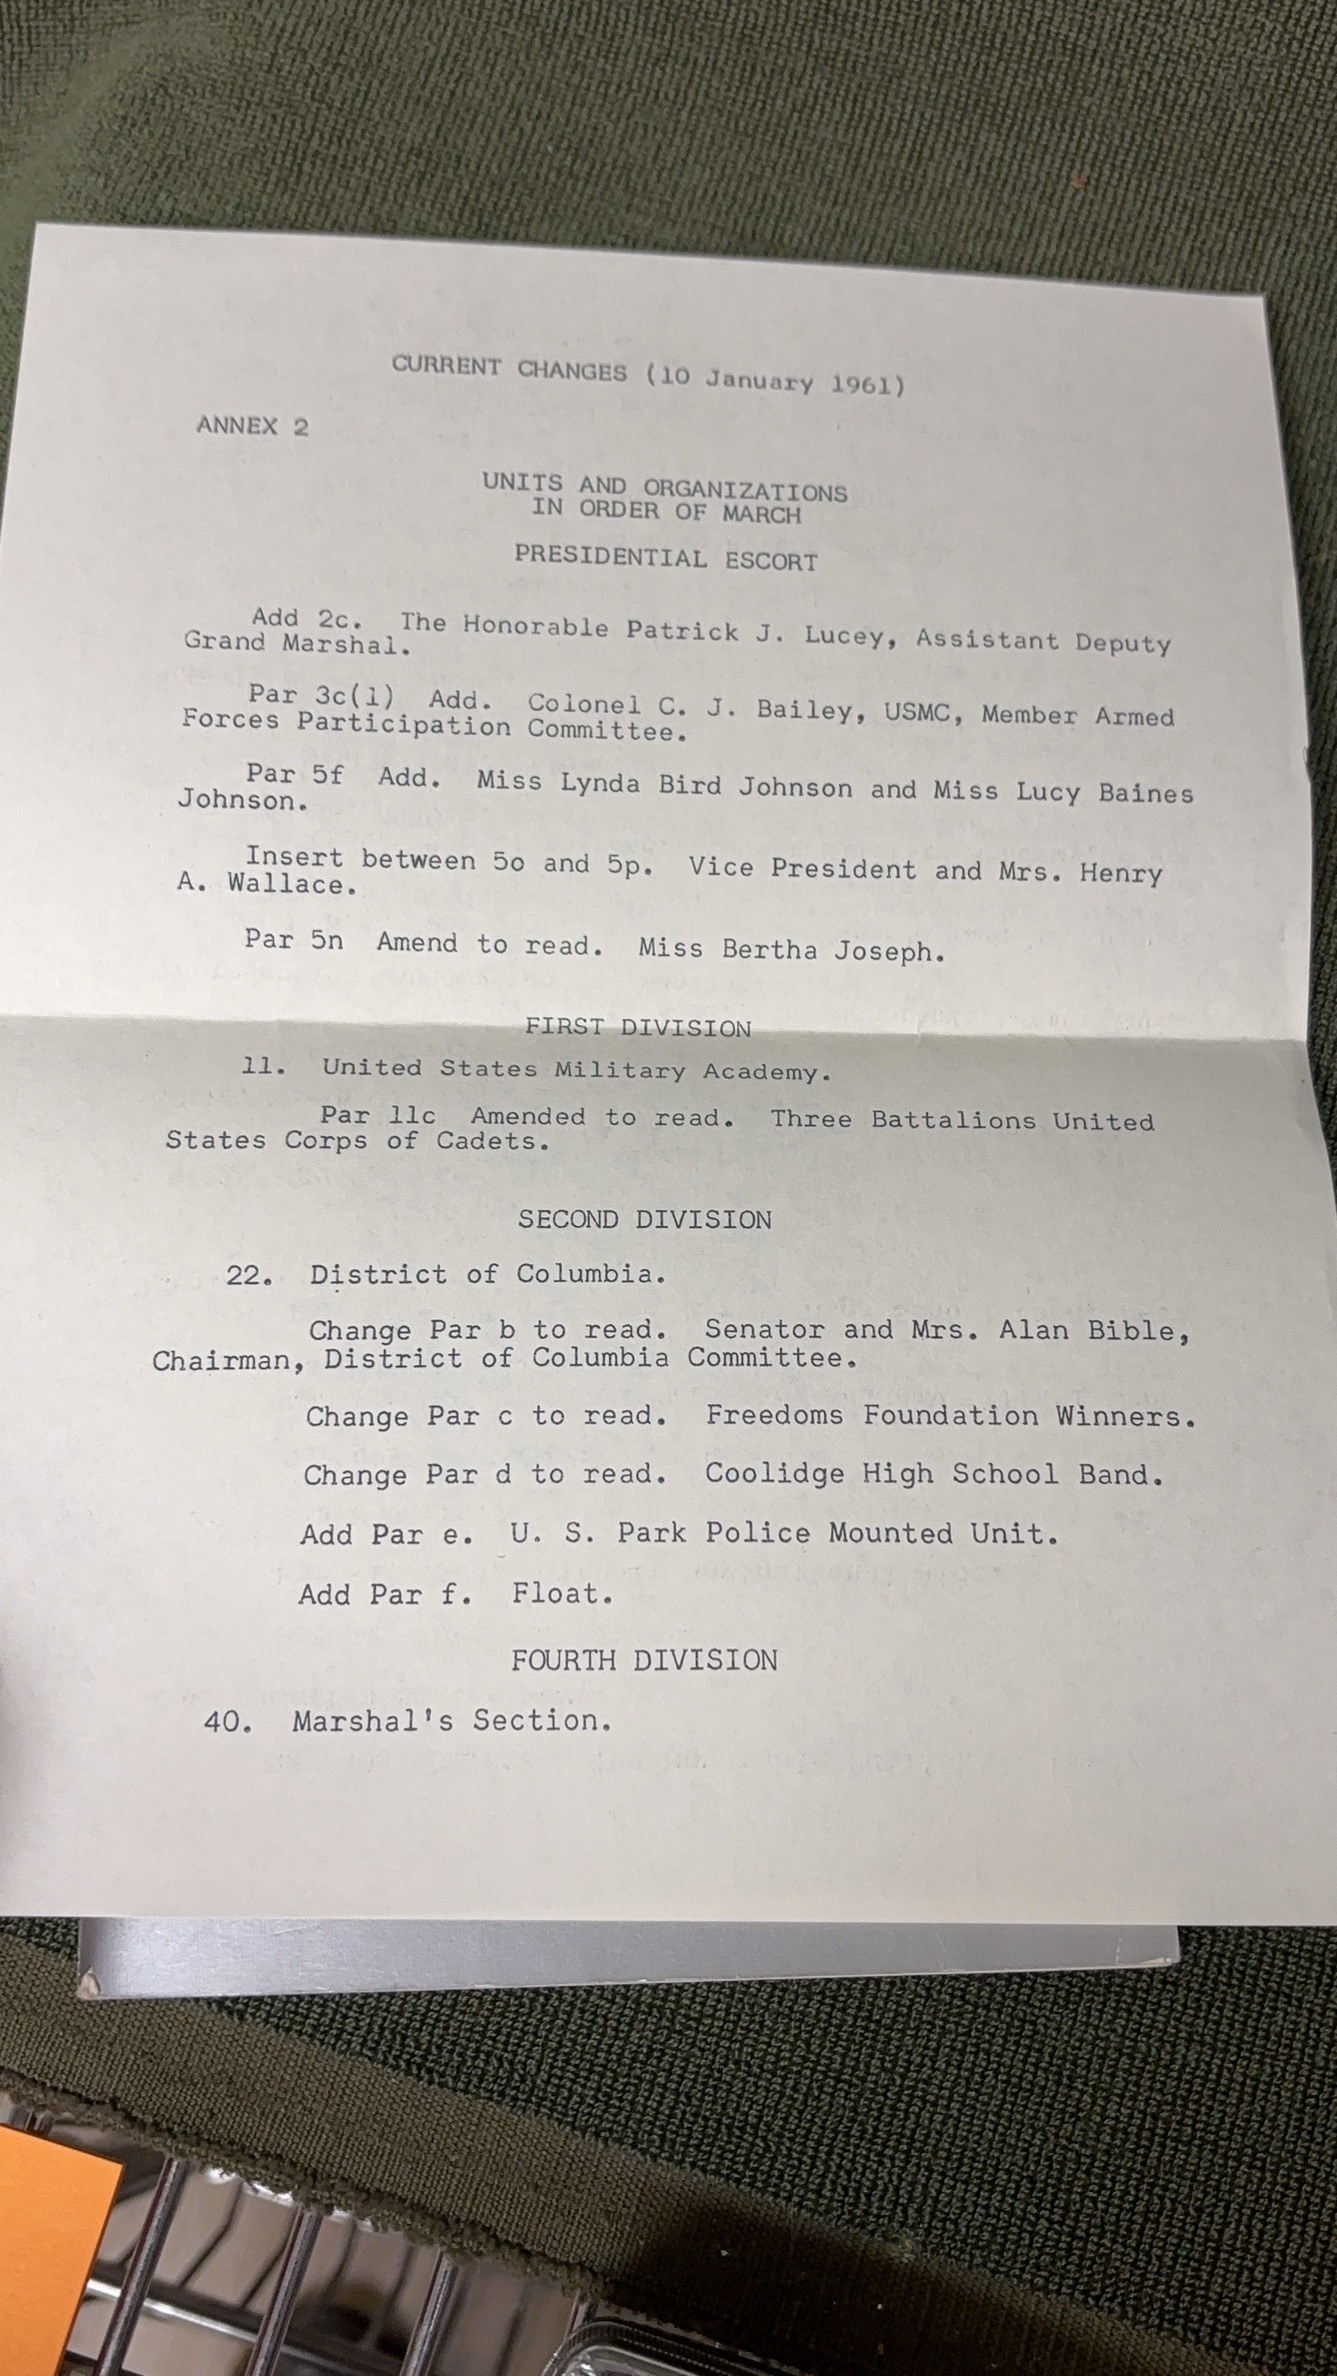 CURRENT CHANGES (10 January 1961)
ANNEX 2
UNITS AND ORGANIZATIONS
IN ORDER OF MARCH
PRESIDENTIAL ESCORT
Add 2c. The Honorable Patrick J. Lucey, Assistant Deputy
Grand Marshal.
Par 3c(1) Add. Colonel C. J. Bailey, USMC, Member Armed
Forces Participation Committee.
Par 5f Add. Miss Lynda Bird Johnson and Miss Lucy Baines
Johnson.
Insert between 5o and 5p. Vice President and Mrs. Henry
A. Wallace.
Par 5n Amend to read. Miss Bertha Joseph.
FIRST DIVISION
11. United States Military Academy.
Par 11c Amended to read. Three Battalions United
States Corps of Cadets.
SECOND DIVISION
22. District of Columbia.
Change Par b to read. Senator and Mrs. Alan Bible,
Chairman, District of Columbia Committee.
Change Par c to read. Freedoms Foundation Winners.
Change Par d to read. Coolidge High School Band.
Add Par e. U. S. Park Police Mounted Unit.
Add Par f. Float.
FOURTH DIVISION
40. Marshal's Section.